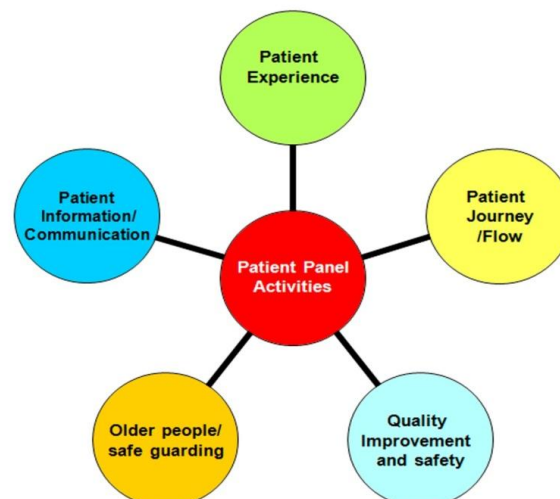 Patient
Experience
Patient
Information/
Communication
Patient
Journey
/Flow
Patient Panel
Activities
Older people/
safe guarding
Quality
Improvement
and safety